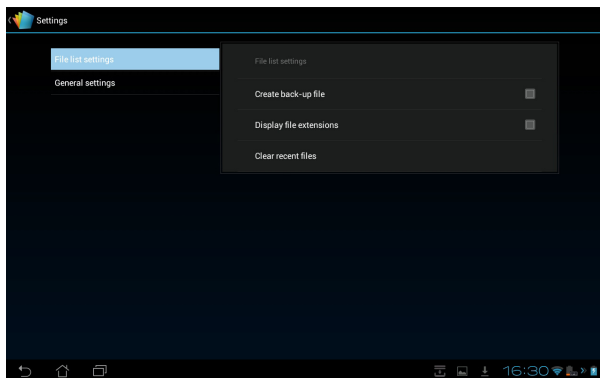 Settings
File list settings
General settings
File list settings
Create back-up file
Display file extensions
Clear recent files
16:30